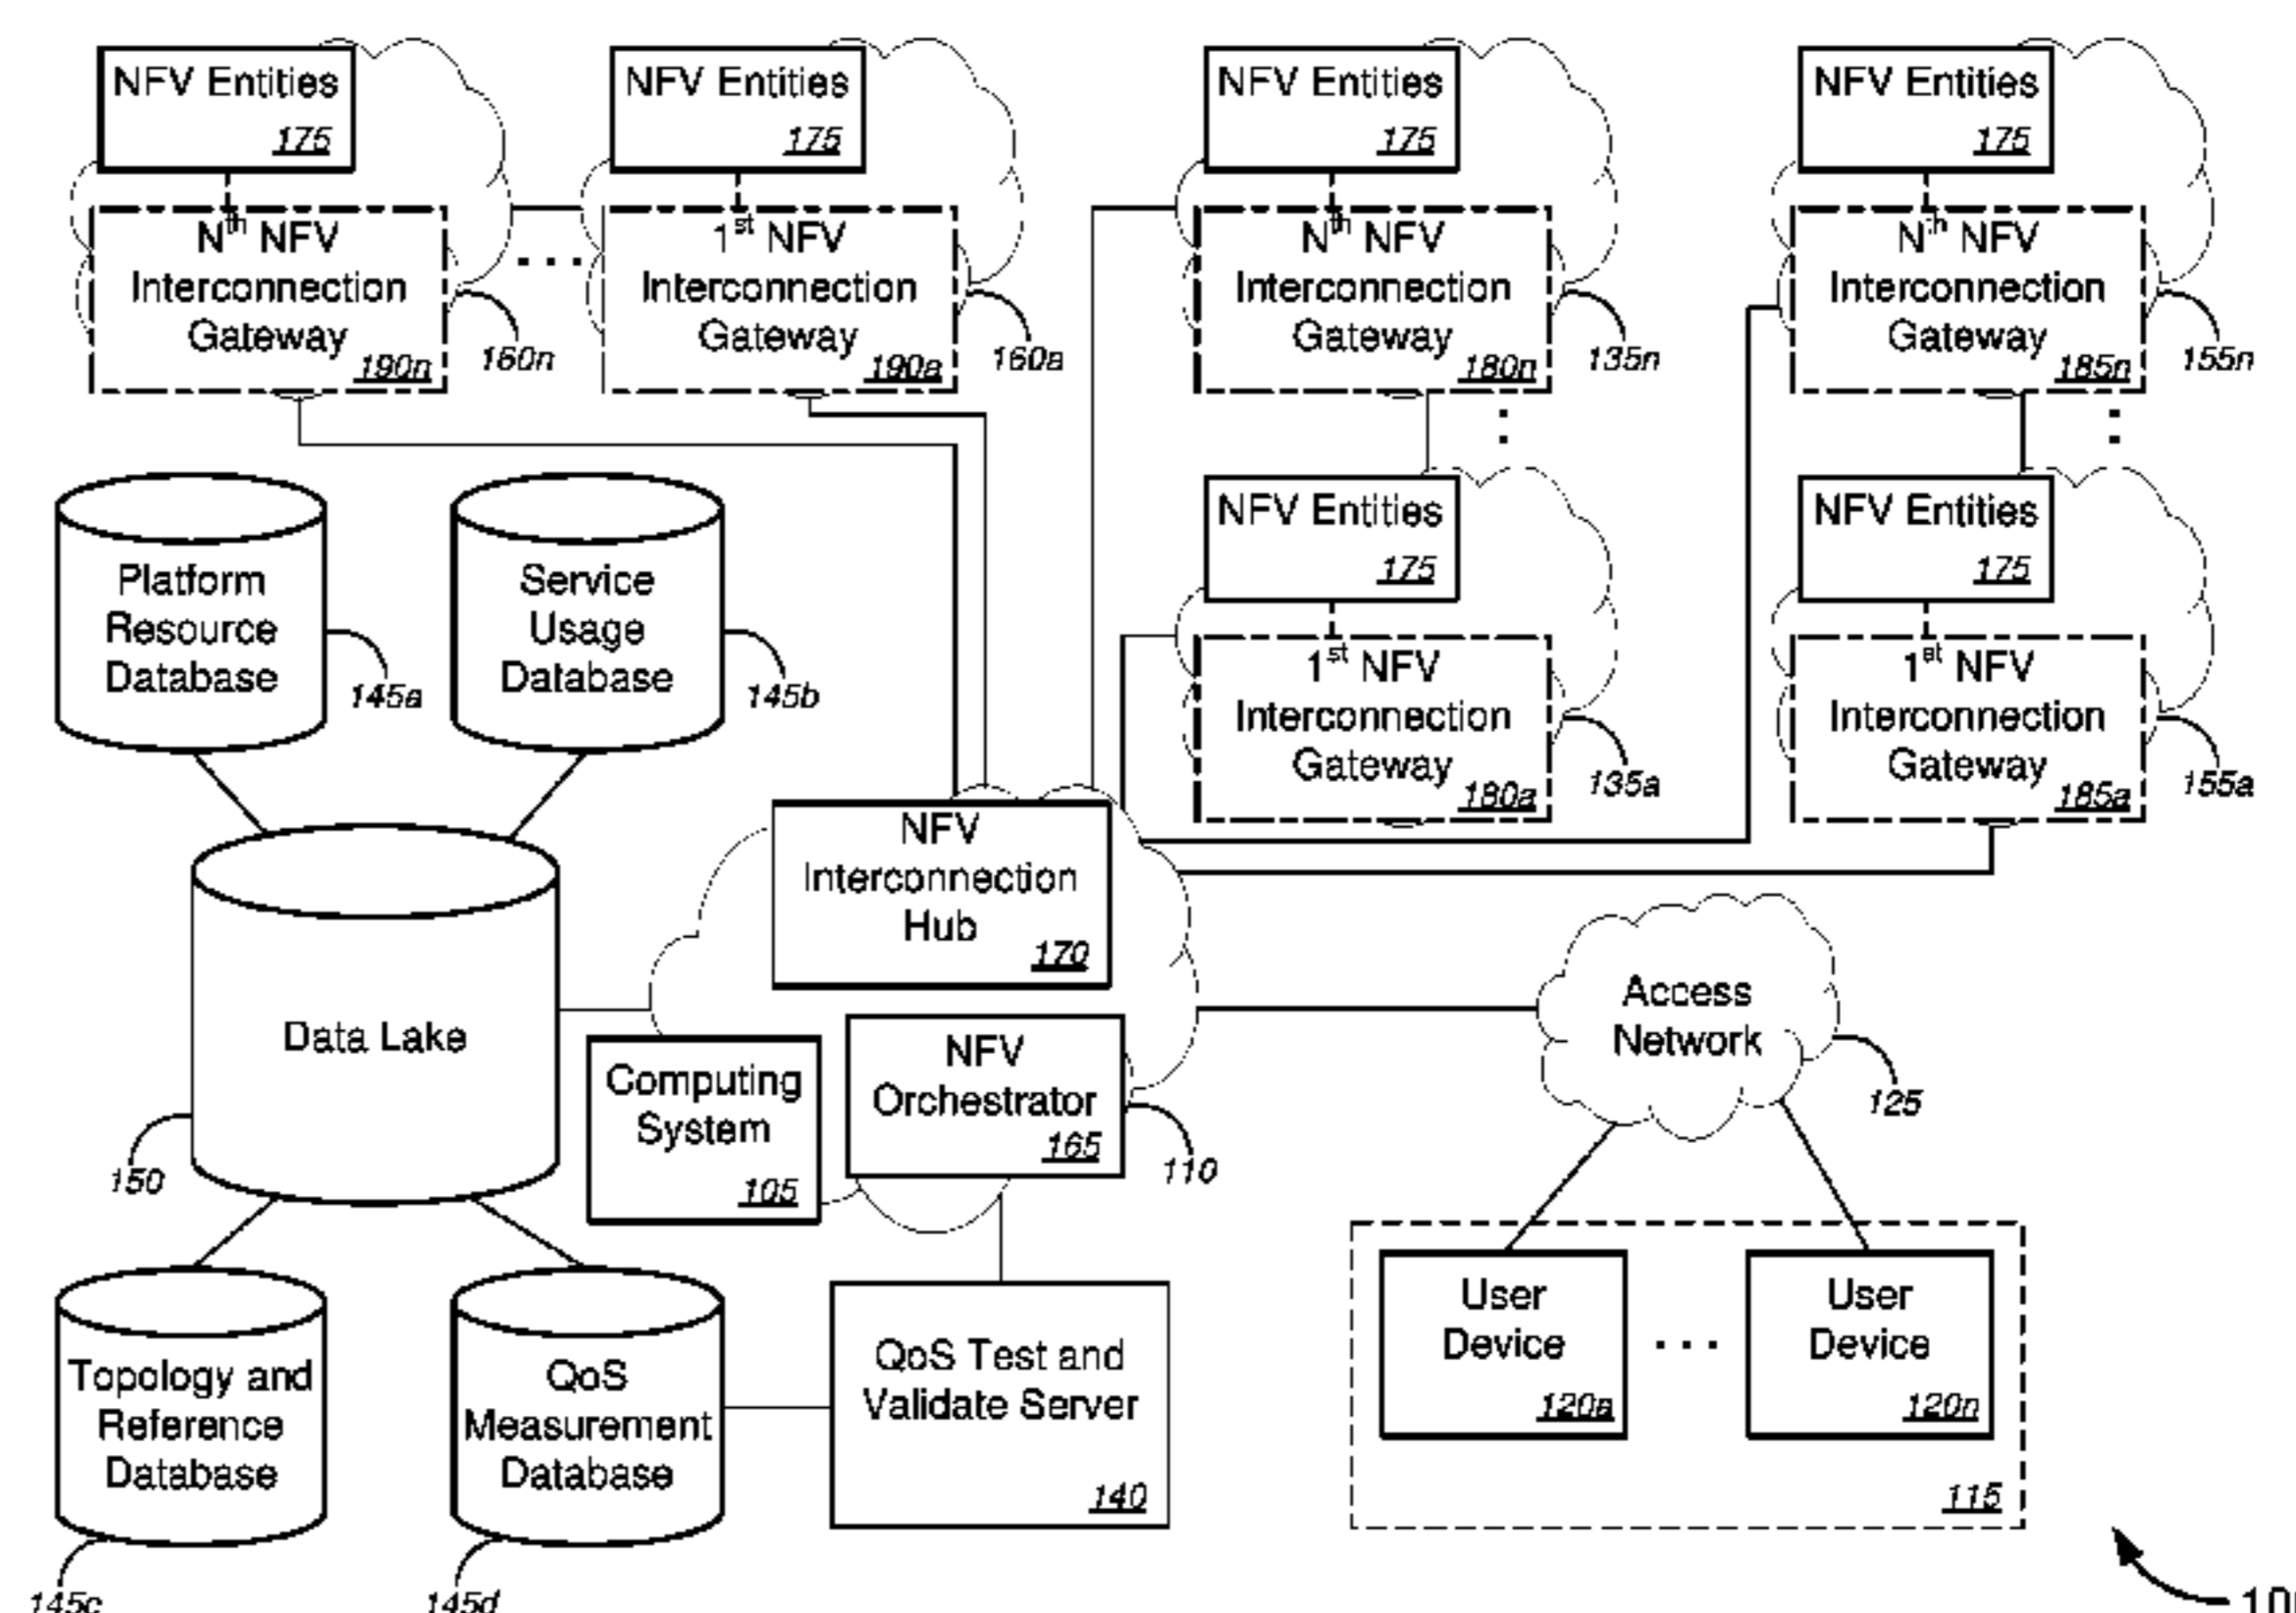 NFV Entities
175
NFV Entities
175
NFV Entities
175
NFV Entities
175
Nth NFV
Interconnection
Gateway
190n
160n
...
1st NFV
Interconnection
Gateway
190a
160a
Nth NFV
Interconnection
Gateway
180n
135n
Nth NFV
Interconnection
Gateway
185n
155n
Platform
Resource
Database
145a
Service
Usage
Database
145b
NFV Entities
175
NFV Entities
175
1st NFV
Interconnection
Gateway
180a
135a
1st NFV
Interconnection
Gateway
185a
155a
NFV
Interconnection
Hub
170
Data Lake
150
Computing
System
105
NFV
Orchestrator
165
110
Access
Network
125
Topology and
Reference
Database
145c
QoS
Measurement
Database
145d
QoS Test and
Validate Server
140
User
Device
120a
...
User
Device
120n
115